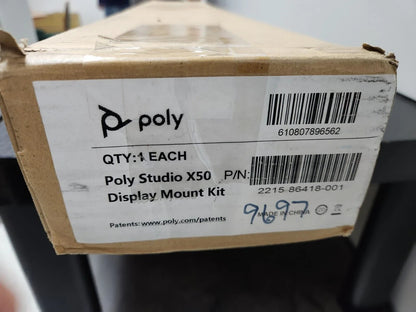 poly
610807896562
QTY:1 EACH
Poly Studio X50 P/N:
Display Mount Kit 2215-86418-001
MADE IN CHINA
9697
Patents: www.poly.com/patents